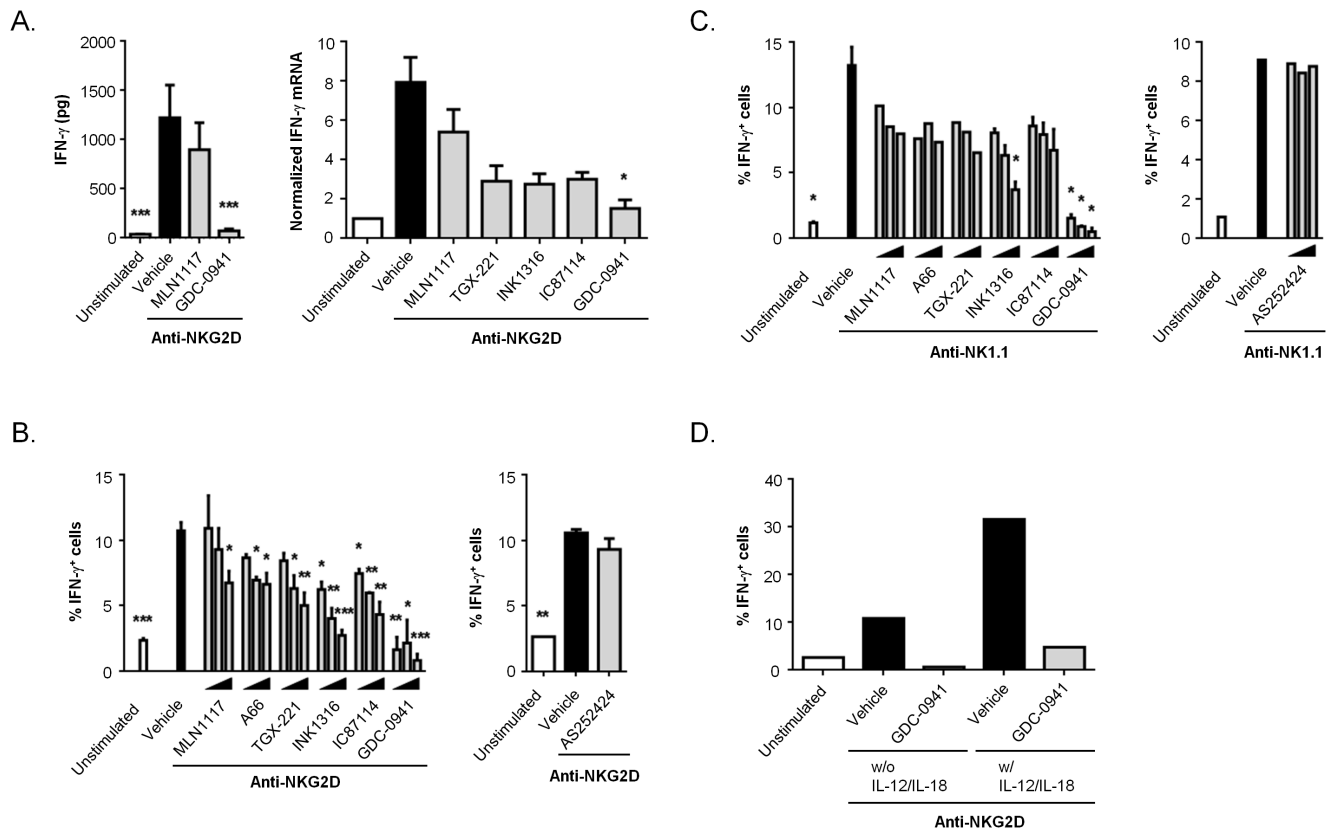 A.
IFN-γ (pg)
2000
1500
1000
500
0
***
***
Unstimulated
Vehicle
MLN1117
GDC-0941
Anti-NKG2D
Normalized IFN-γ mRNA
10
8
6
4
2
0
*
Unstimulated
Vehicle
MLN1117
TGX-221
INK1316
IC87114
GDC-0941
Anti-NKG2D
B.
% IFN-γ+ cells
15
10
5
0
***
*
* *
* **
* ** ***
* ** **
** * ***
Unstimulated
Vehicle
MLN1117
A66
TGX-221
INK1316
IC87114
GDC-0941
Anti-NKG2D
% IFN-γ+ cells
15
10
5
0
**
Unstimulated
Vehicle
AS252424
Anti-NKG2D
C.
% IFN-γ+ cells
15
10
5
0
*
*
* * *
Unstimulated
Vehicle
MLN1117
A66
TGX-221
INK1316
IC87114
GDC-0941
Anti-NK1.1
% IFN-γ+ cells
10
8
6
4
2
0
Unstimulated
Vehicle
AS252424
Anti-NK1.1
D.
% IFN-γ+ cells
40
30
20
10
0
Unstimulated
Vehicle
GDC-0941
Vehicle
GDC-0941
w/o
IL-12/IL-18
w/
IL-12/IL-18
Anti-NKG2D